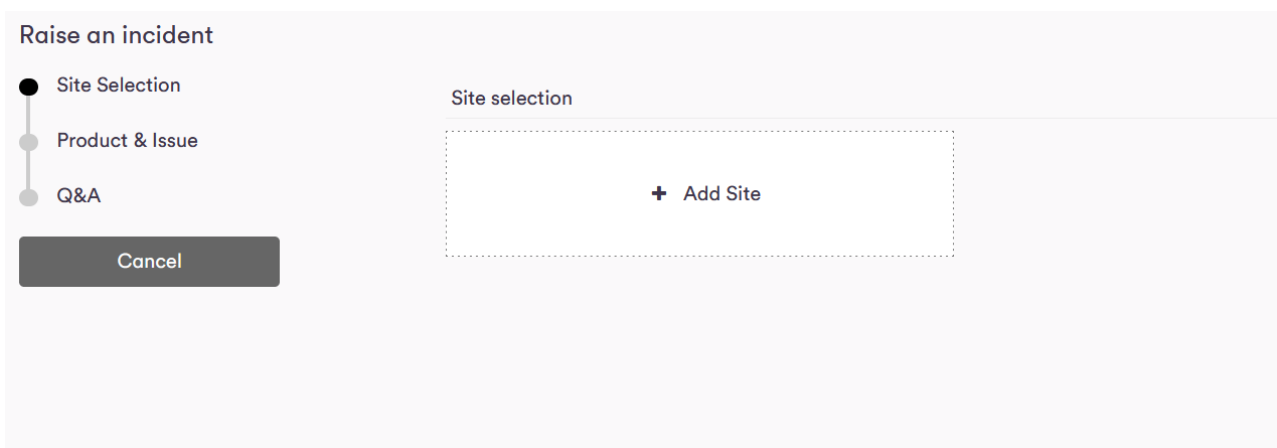 Raise an incident
Site Selection
Product & Issue
Q&A
Cancel
Site selection
+ Add Site